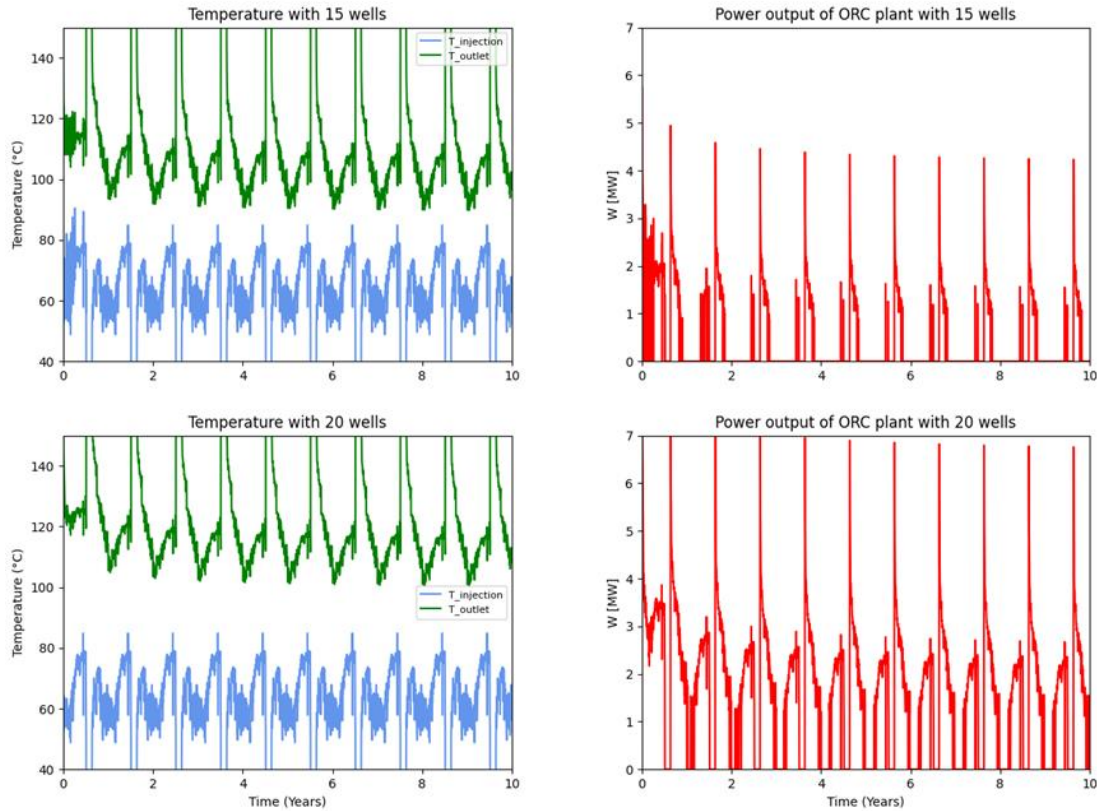 Temperature with 15 wells
Temperature (°C)
140
120
100
80
60
40
T_injection
T_outlet
0 2 4 6 8 10
Power output of ORC plant with 15 wells
W [MW]
7
6
5
4
3
2
1
0
0 2 4 6 8 10
Temperature with 20 wells
Temperature (°C)
140
120
100
80
60
40
T_injection
T_outlet
0 2 4 6 8 10
Time (Years)
Power output of ORC plant with 20 wells
W [MW]
7
6
5
4
3
2
1
0
0 2 4 6 8 10
Time (Years)